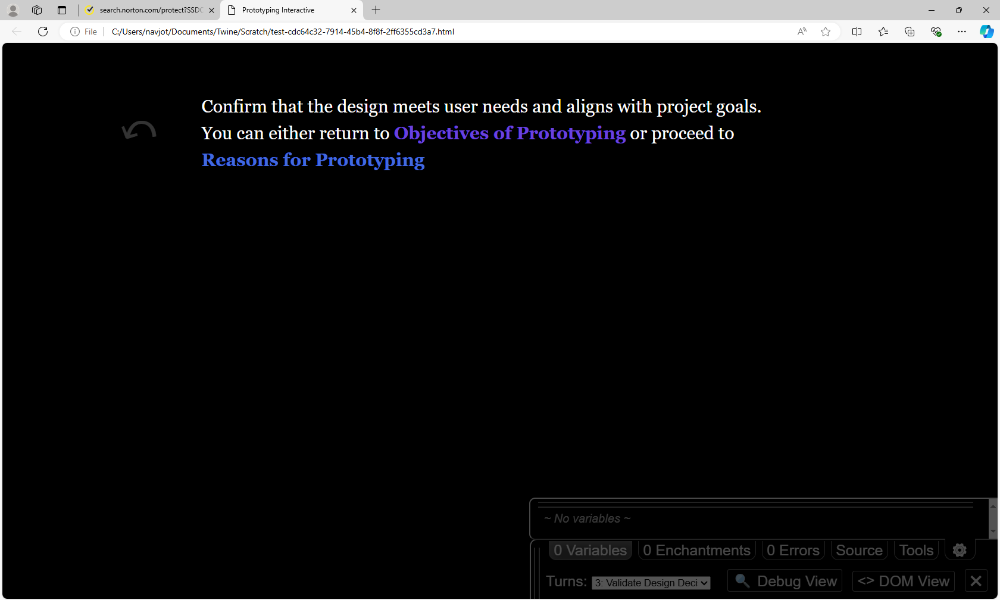 search.norton.com/protect?SSDC
Prototyping Interactive
File
C:/Users/navjot/Documents/Twine/Scratch/test-cdc64c32-7914-45b4-8f8f-2ff6355cd3a7.html
Confirm that the design meets user needs and aligns with project goals.
You can either return to Objectives of Prototyping or proceed to
Reasons for Prototyping
~ No variables ~
0 Variables 0 Enchantments 0 Errors Source Tools
Turns: 3: Validate Design Deci Debug View <> DOM View